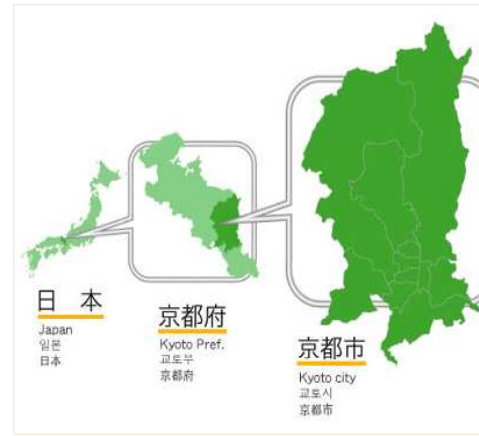 日 本
Japan
일본
日本
京都府
Kyoto Pref.
교토부
京都府
京都市
Kyoto city
교토시
京都市